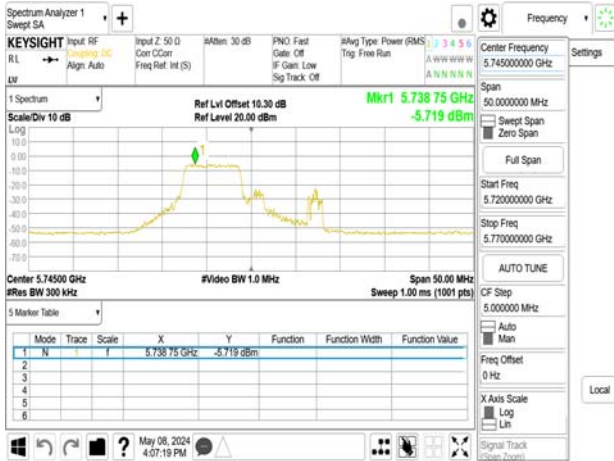 Spectrum Analyzer 1
Swept SA
+
Frequency
KEYSIGHT
RL
Input: RF
Coupling: DC
Align: Auto
Input Z: 50 Ω
Corr CCorr
Freq Ref: Int (S)
#Atten: 30 dB
PNO: Fast
Gate: Off
IF Gain: Low
Sig Track: Off
#Avg Type: Power (RMS
Trig: Free Run
1 2 3 4 5 6
A W W W W W
A N N N N N
LXI
1 Spectrum
Scale/Div 10 dB
Ref Lvl Offset 10.30 dB
Ref Level 20.00 dBm
Mkr1 5.738 75 GHz
-5.719 dBm
Log
10.0
0.00
-10.0
-20.0
-30.0
-40.0
-50.0
-60.0
-70.0
1
Center 5.74500 GHz
#Res BW 300 kHz
#Video BW 1.0 MHz
Span 50.00 MHz
Sweep 1.00 ms (1001 pts)
5 Marker Table
Mode Trace Scale X Y Function Function Width Function Value
1 N 1 f 5.738 75 GHz -5.719 dBm
2
3
4
5
6
May 08, 2024
4:07:19 PM
?
Center Frequency
5.745000000 GHz
Span
50.0000000 MHz
Swept Span
Zero Span
Full Span
Start Freq
5.720000000 GHz
Stop Freq
5.770000000 GHz
AUTO TUNE
CF Step
5.000000 MHz
Auto
Man
Freq Offset
0 Hz
X Axis Scale
Log
Lin
Signal Track
(Span Zoom)
Settings
Local